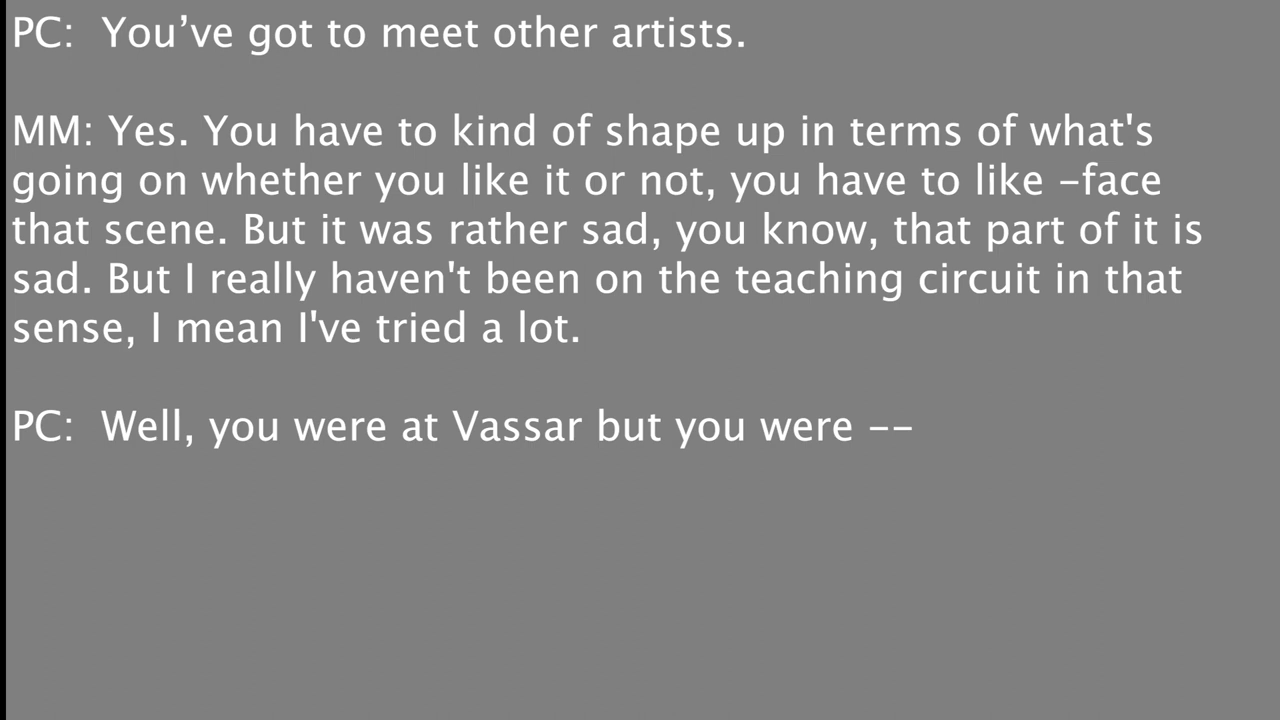 PC:  You’ve got to meet other artists.
MM: Yes. You have to kind of shape up in terms of what's
going on whether you like it or not, you have to like –face
that scene. But it was rather sad, you know, that part of it is
sad. But I really haven't been on the teaching circuit in that
sense, I mean I've tried a lot.
PC:  Well, you were at Vassar but you were --